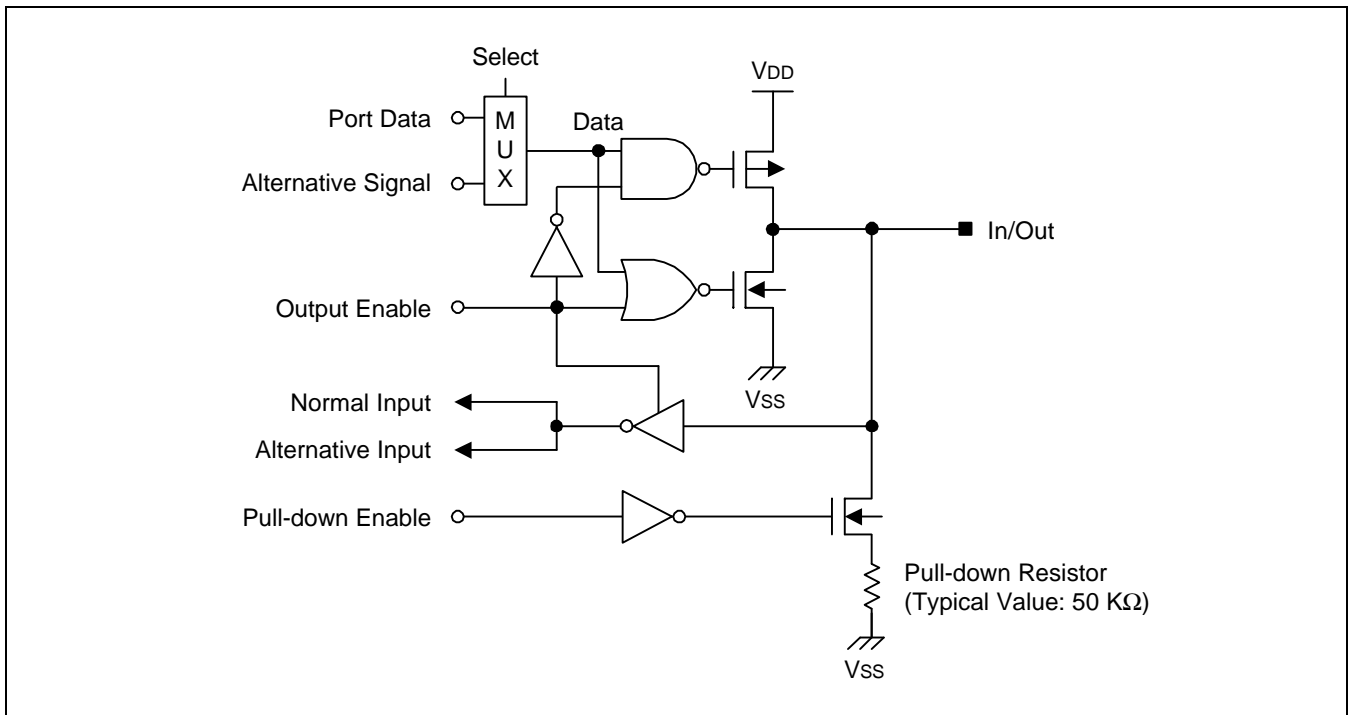 Select
VDD
Port Data
M
U
X
Data
Alternative Signal
In/Out
Output Enable
VSS
Normal Input
Alternative Input
Pull-down Enable
Pull-down Resistor
(Typical Value: 50 KΩ)
VSS